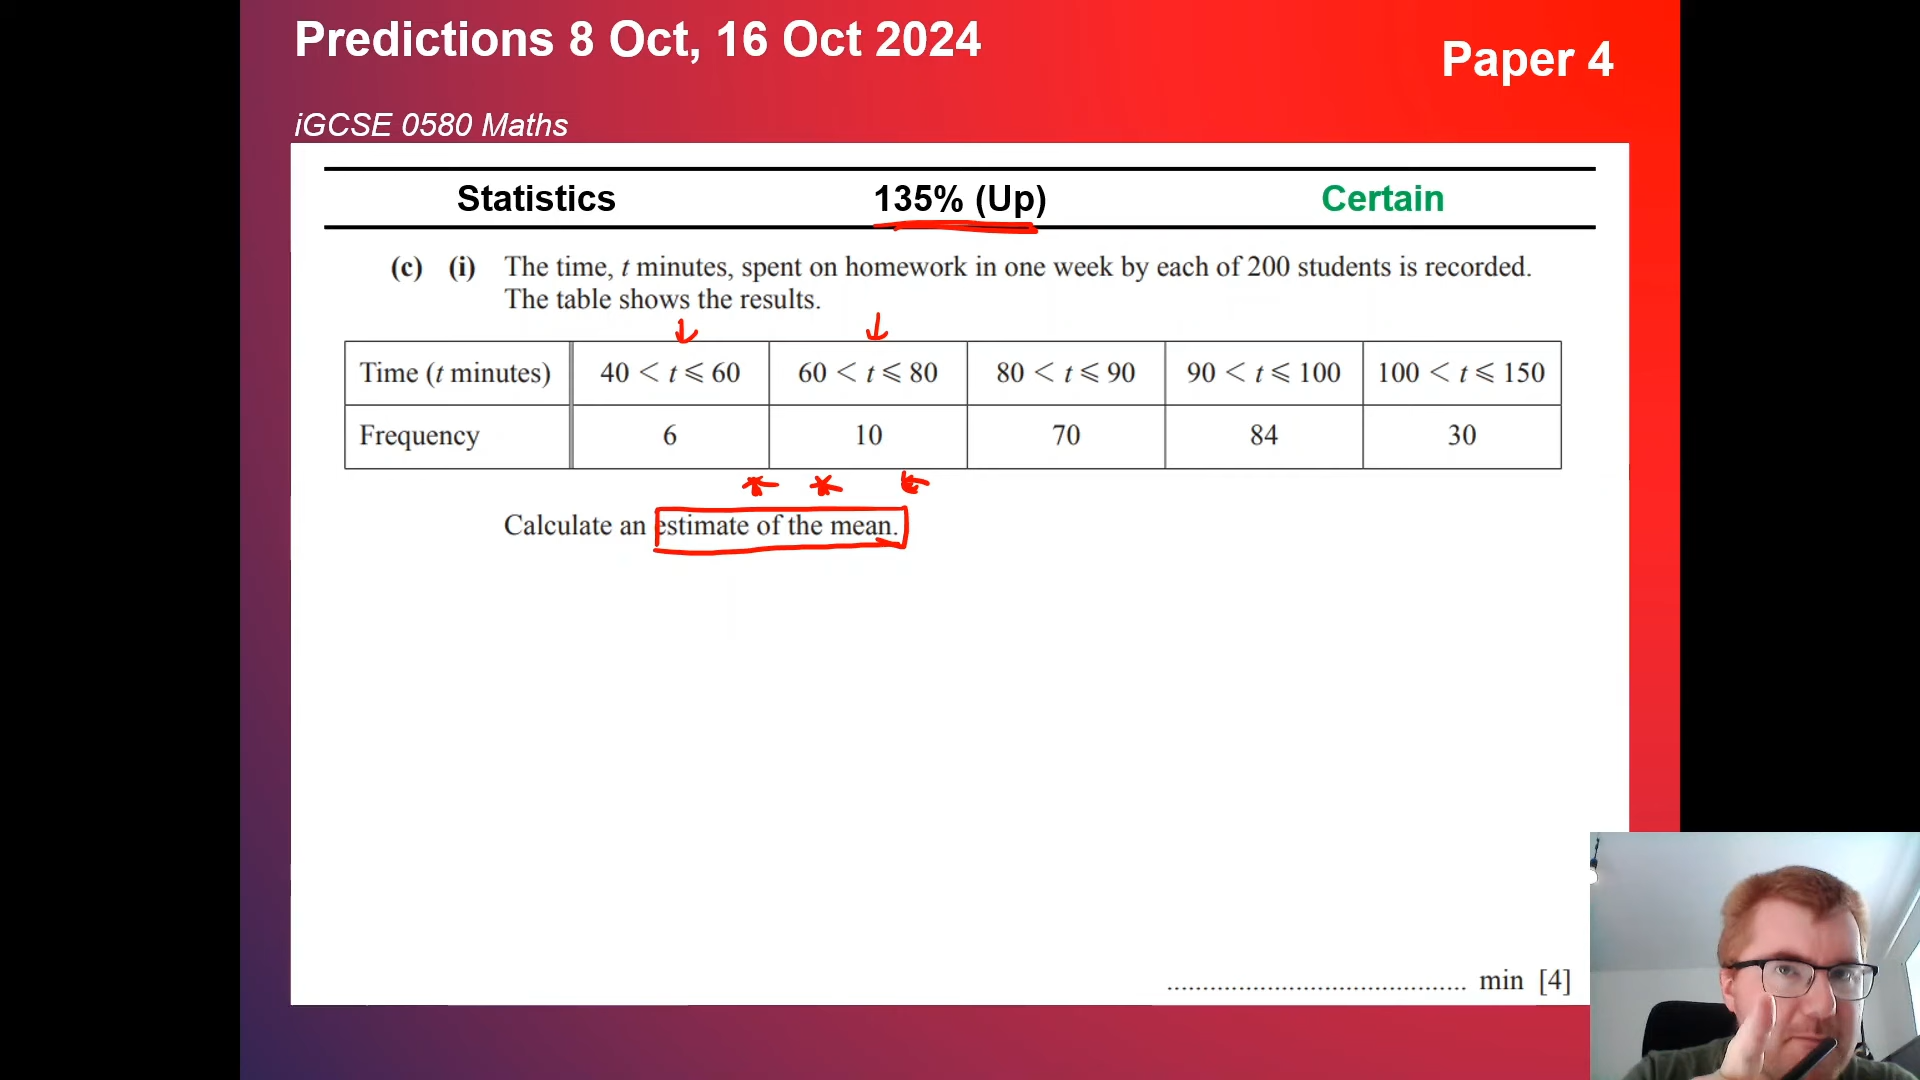 Predictions 8 Oct, 16 Oct 2024
Paper 4
iGCSE 0580 Maths
Statistics 135% (Up) Certain
(c) (i) The time, t minutes, spent on homework in one week by each of 200 students is recorded.
The table shows the results.
Time (t minutes) 40 < t ⩽ 60 60 < t ⩽ 80 80 < t ⩽ 90 90 < t ⩽ 100 100 < t ⩽ 150
Frequency 6 10 70 84 30
Calculate an estimate of the mean.
......................................... min [4]